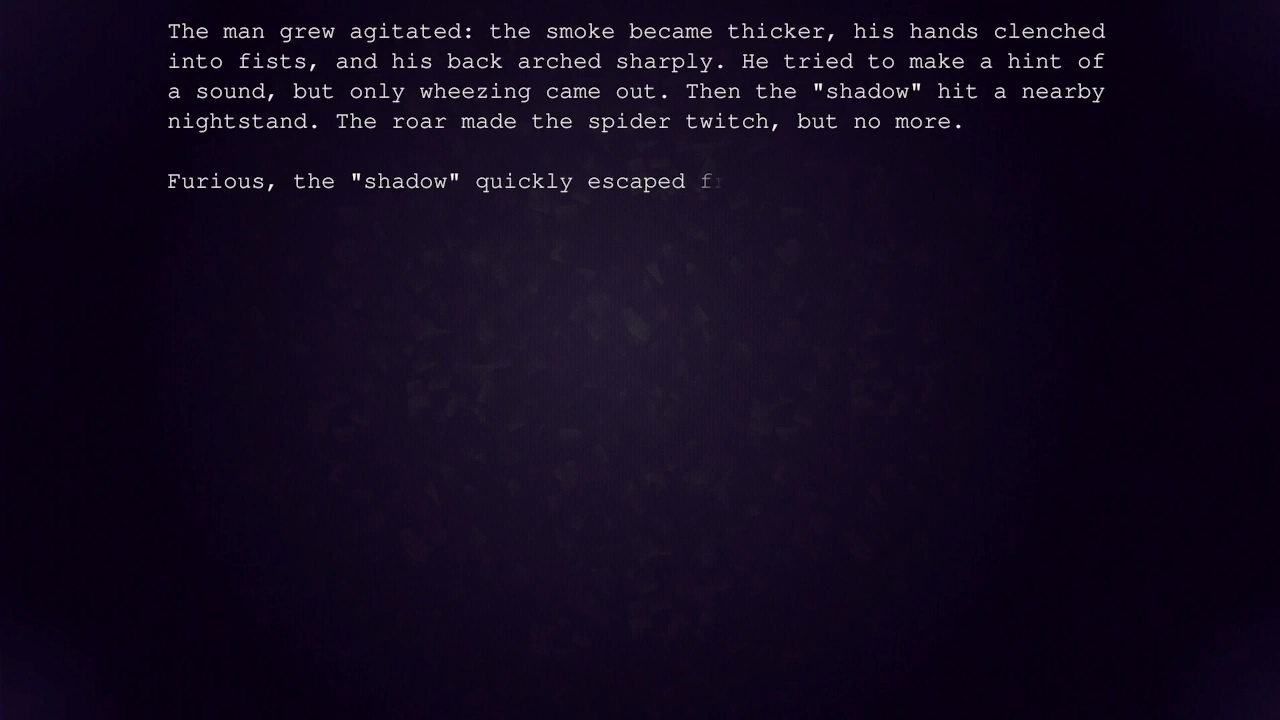 The man grew agitated: the smoke became thicker, his hands clenched
into fists, and his back arched sharply. He tried to make a hint of
a sound, but only wheezing came out. Then the "shadow" hit a nearby
nightstand. The roar made the spider twitch, but no more.
Furious, the "shadow" quickly escaped fr